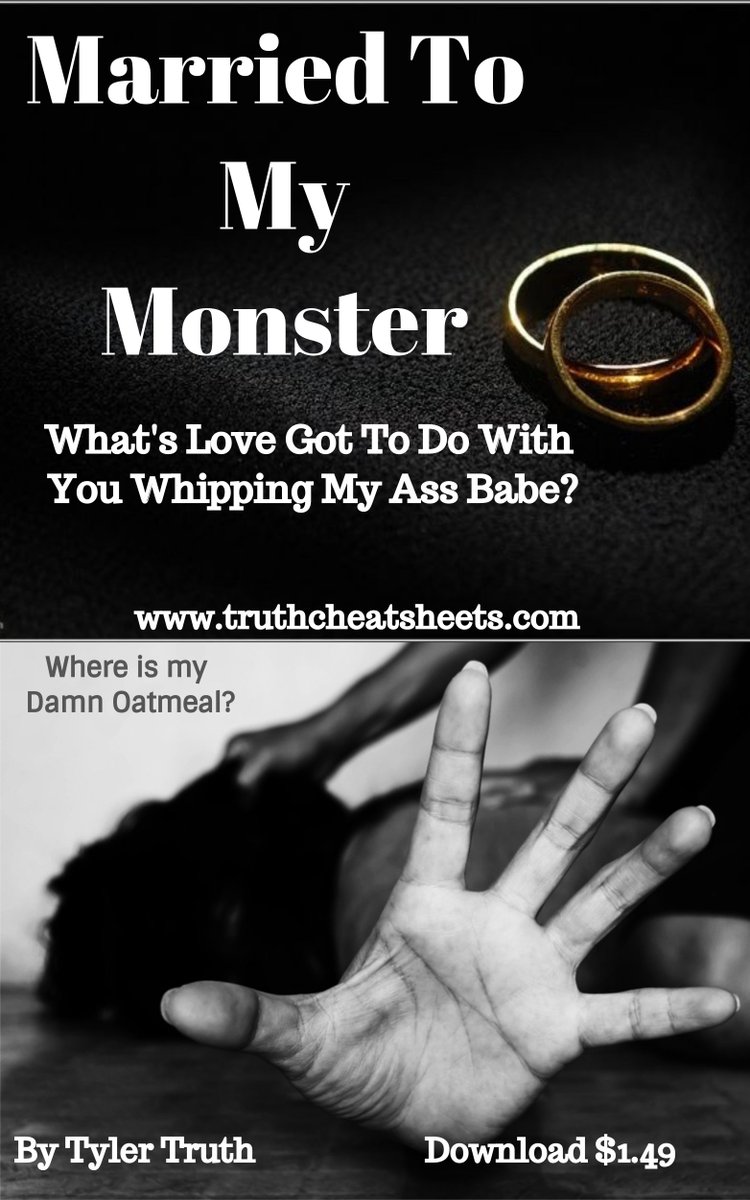 Married To
My
Monster
What's Love Got To Do With
You Whipping My Ass Babe?
www.truthcheatsheets.com
Where is my
Damn Oatmeal?
By Tyler Truth
Download $1.49